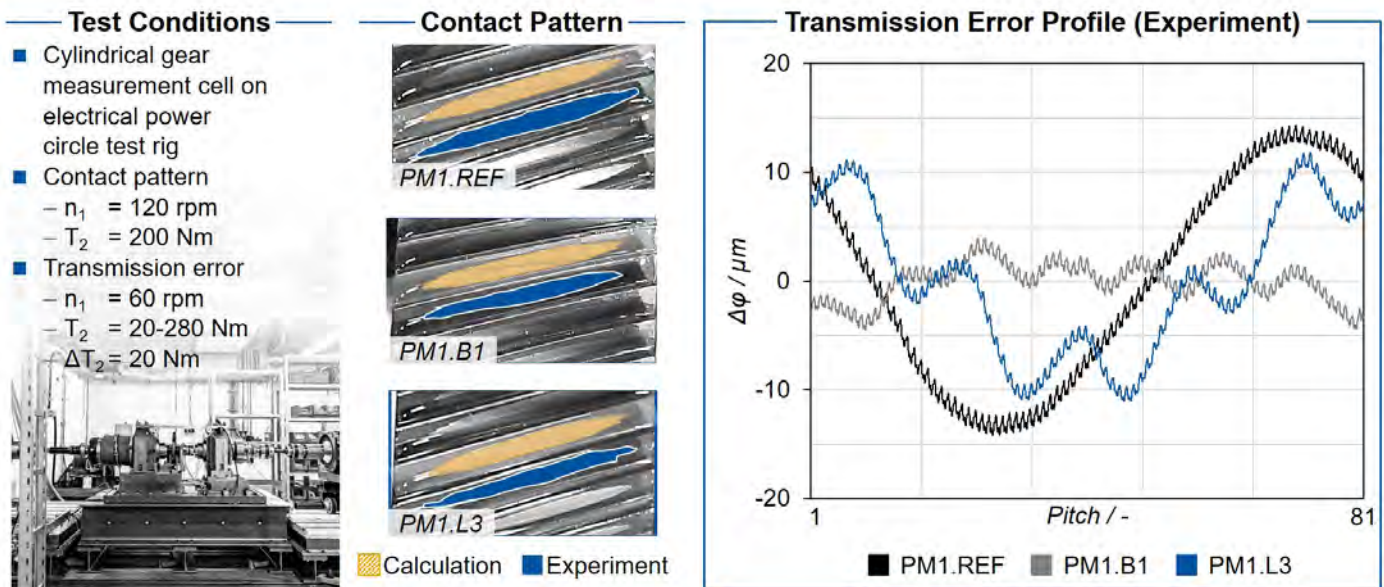 Test Conditions
■ Cylindrical gear
measurement cell on
electrical power
circle test rig
■ Contact pattern
– n₁ = 120 rpm
– T₂ = 200 Nm
■ Transmission error
– n₁ = 60 rpm
– T₂ = 20-280 Nm
– ΔT₂ = 20 Nm
Contact Pattern
PM1.REF
PM1.B1
PM1.L3
Calculation Experiment
Transmission Error Profile (Experiment)
20
10
0
-10
-20
Δφ / μm
1 81
Pitch / -
PM1.REF PM1.B1 PM1.L3